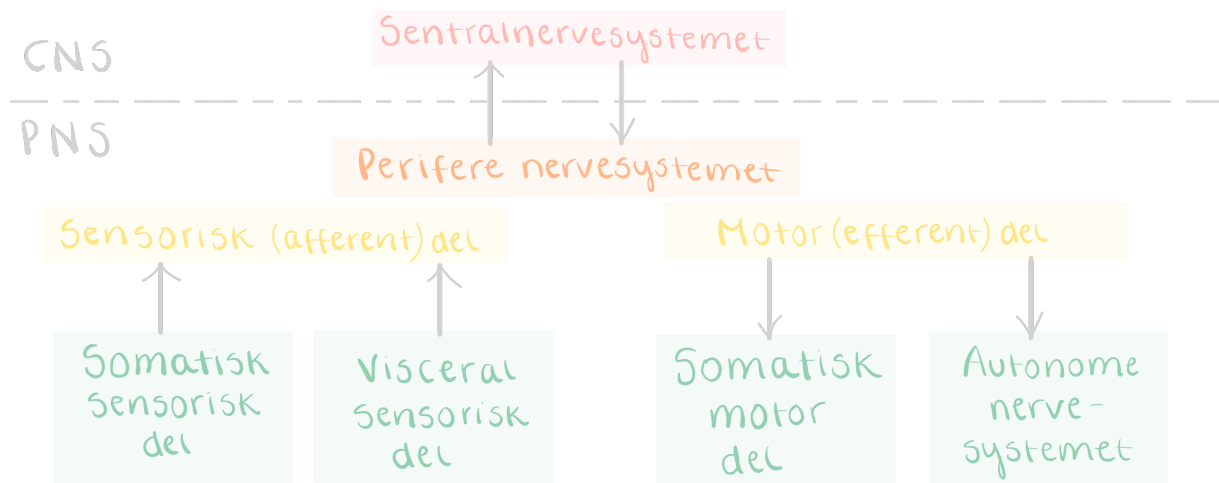 CNS
Sentralnervesystemet
PNS
Perifere nervesystemet
Sensorisk (afferent) del
Motor (efferent) del
Somatisk
sensorisk
del
Visceral
sensorisk
del
Somatisk
motor
del
Autonome
nerve-
systemet